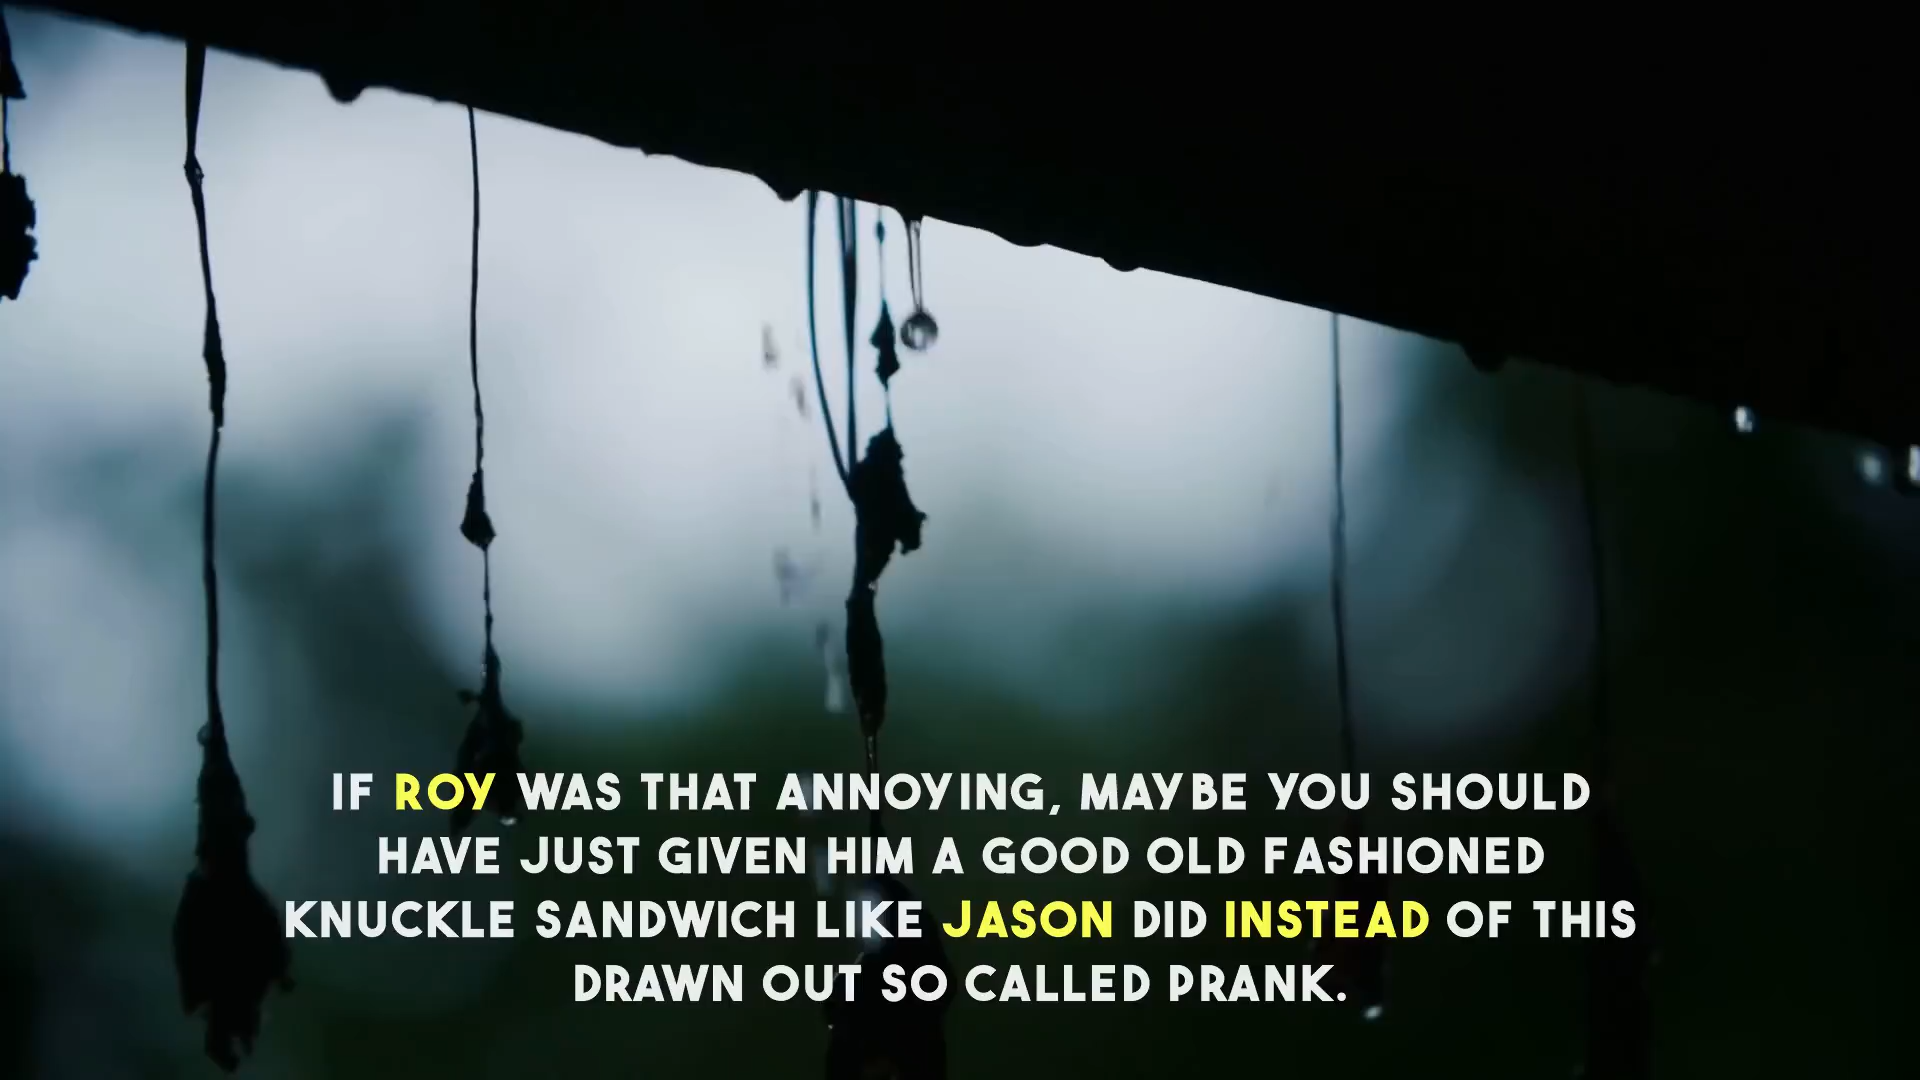 IF ROY WAS THAT ANNOYING, MAYBE YOU SHOULD
HAVE JUST GIVEN HIM A GOOD OLD FASHIONED
KNUCKLE SANDWICH LIKE JASON DID INSTEAD OF THIS
DRAWN OUT SO CALLED PRANK.